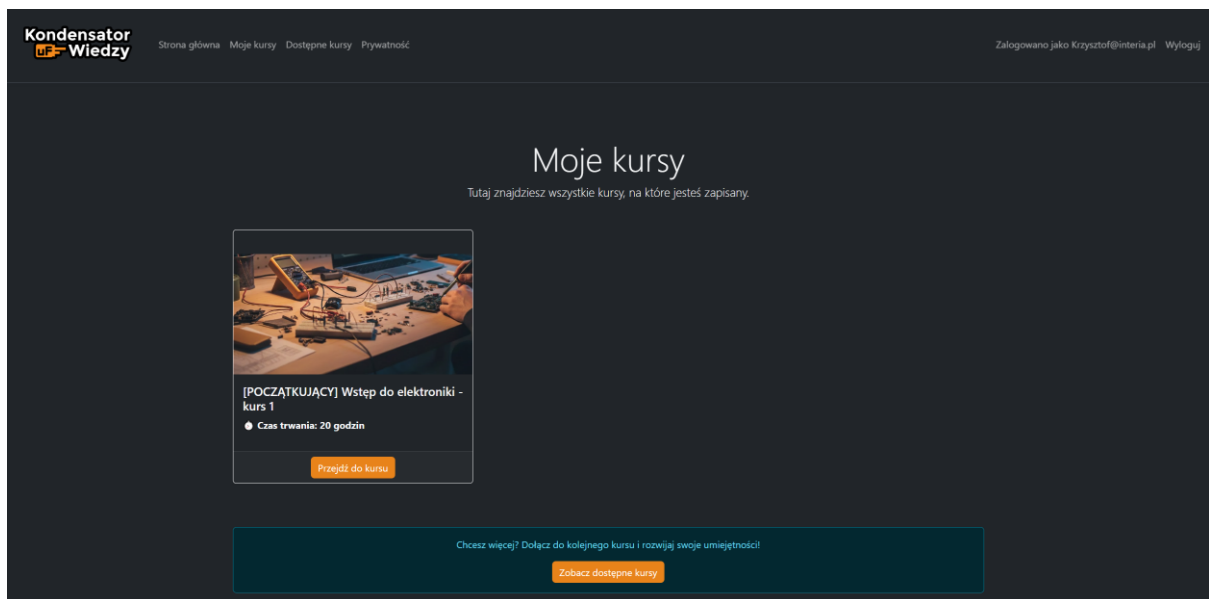 Kondensator
uF Wiedzy
Strona główna Moje kursy Dostępne kursy Prywatność
Zalogowano jako Krzysztof@interia.pl Wyloguj
Moje kursy
Tutaj znajdziesz wszystkie kursy, na które jesteś zapisany.
[POCZĄTKUJĄCY] Wstęp do elektroniki -
kurs 1
Czas trwania: 20 godzin
Przejdź do kursu
Chcesz więcej? Dołącz do kolejnego kursu i rozwijaj swoje umiejętności!
Zobacz dostępne kursy